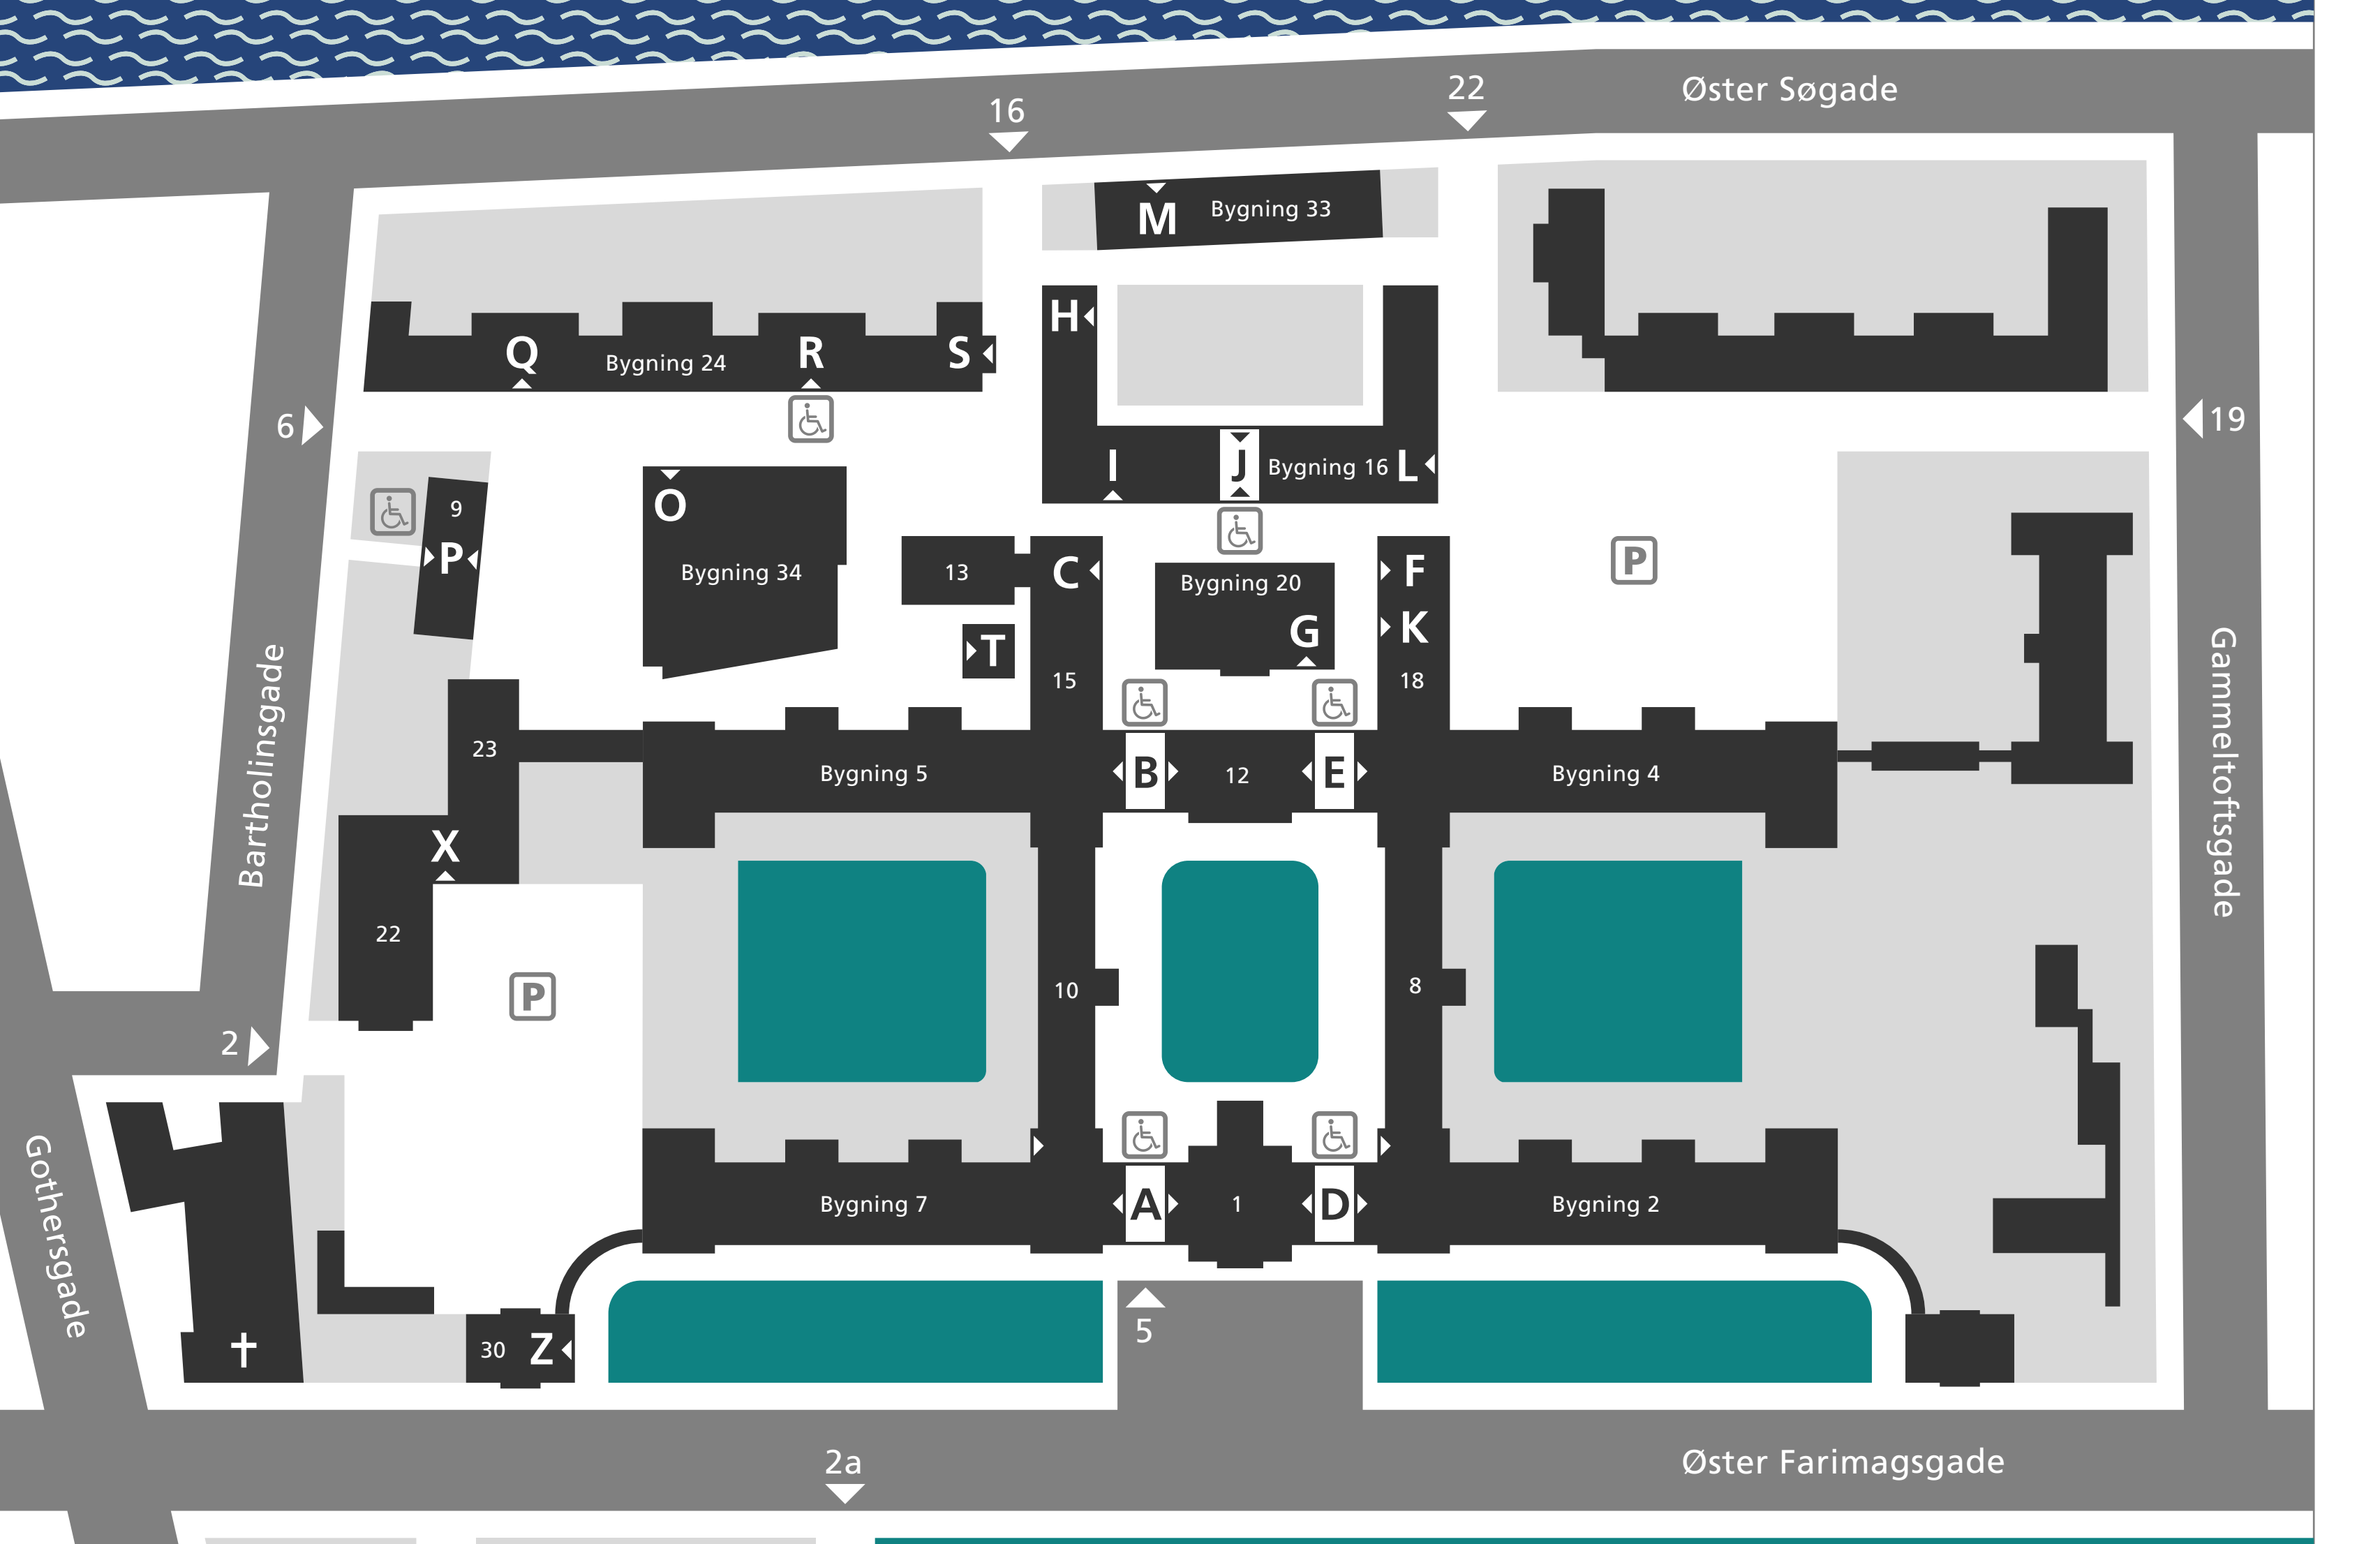 22
Øster Søgade
16
M
Bygning 33
H
Q
Bygning 24
R
S
6
19
I
J
Bygning 16
L
9
P
O
Bygning 34
13
C
F
P
Bygning 20
G
K
T
15
18
Bartholinsgade
Gammeltoftsgade
23
Bygning 5
B
12
E
Bygning 4
X
22
P
10
8
2
Gothersgade
Bygning 7
A
1
D
Bygning 2
5
30
Z
2a
Øster Farimagsgade